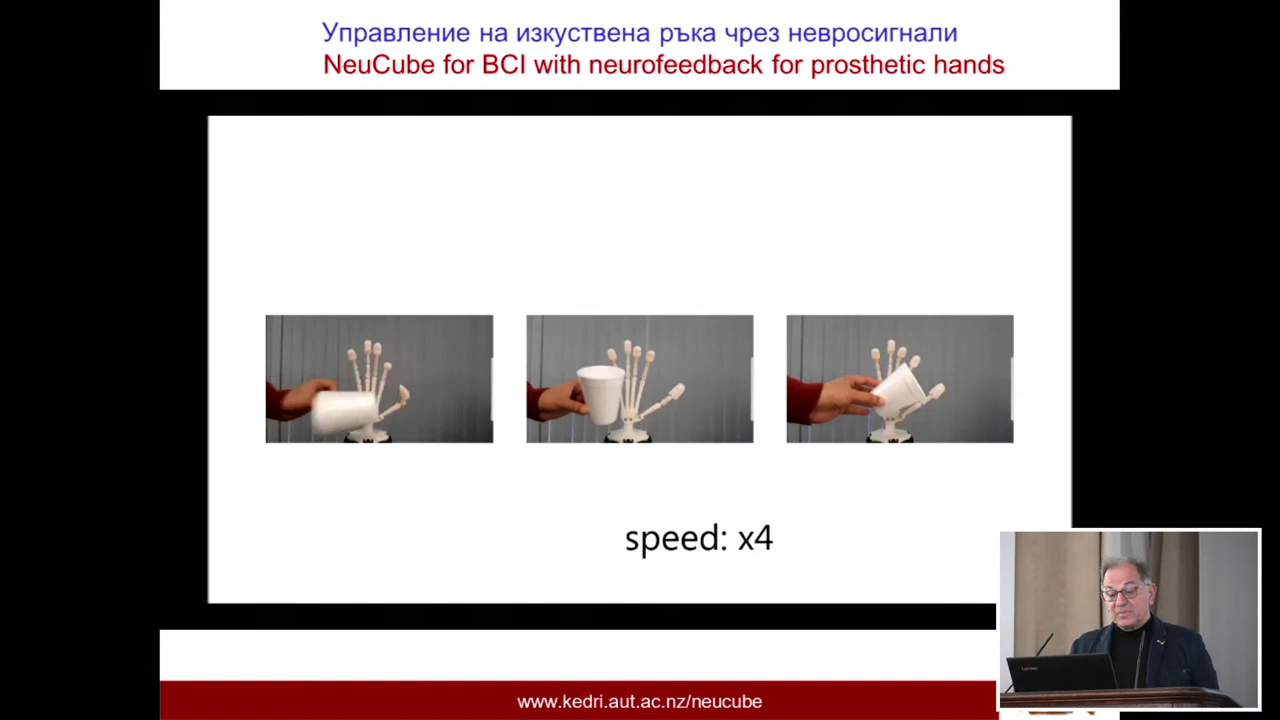 Управление на изкуствена ръка чрез невросигнали
NeuCube for BCI with neurofeedback for prosthetic hands
speed: x4
www.kedri.aut.ac.nz/neucube
Lenovo